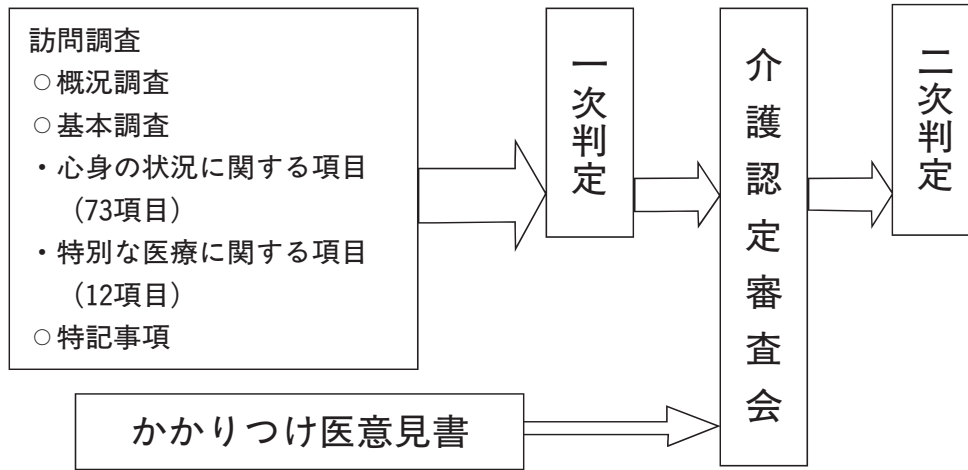 訪問調査
○概況調査
○基本調査
・心身の状況に関する項目
（73項目）
・特別な医療に関する項目
（12項目）
○特記事項
一次判定
介護認定審査会
二次判定
かかりつけ医意見書